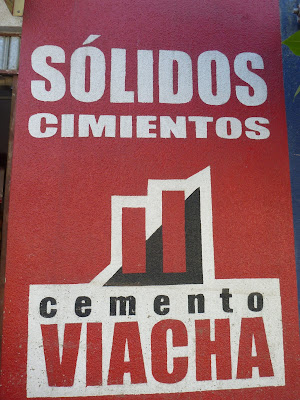 SÓLIDOS
CIMIENTOS
cemento
VIACHA